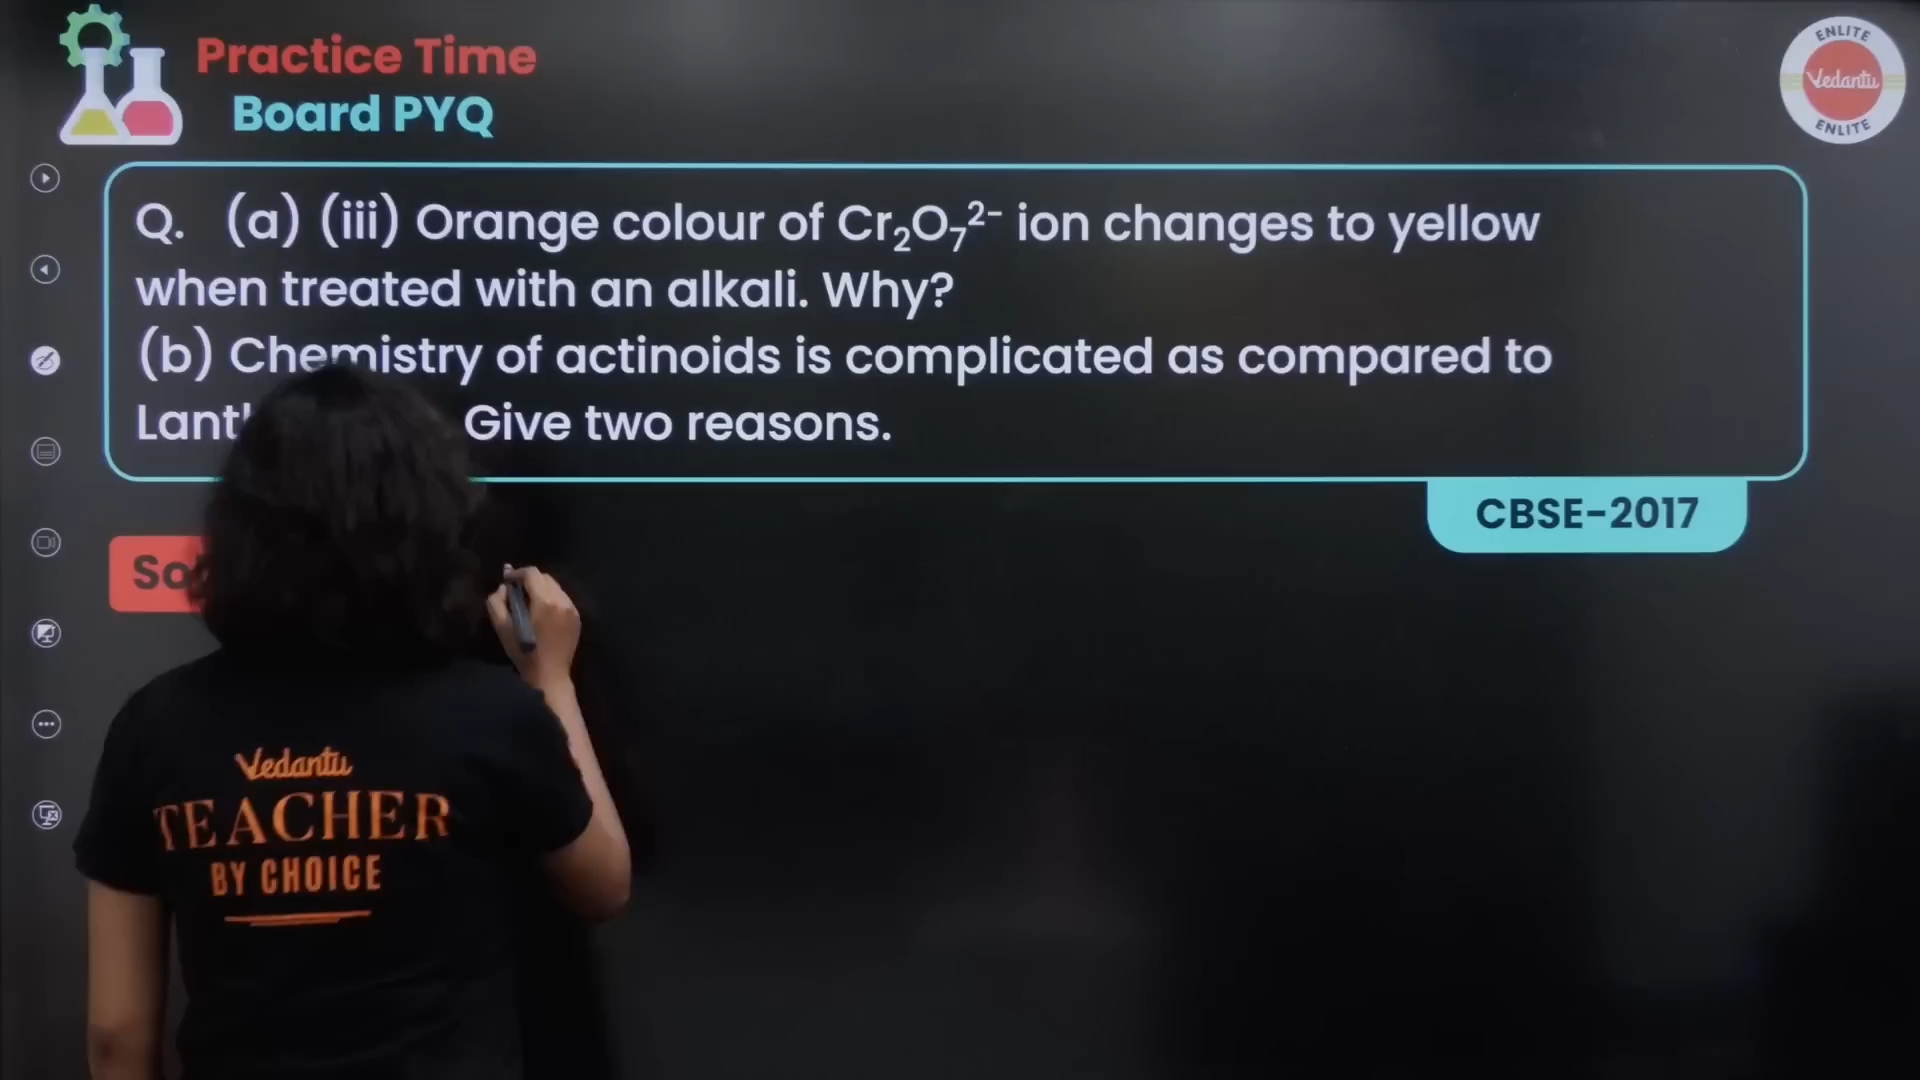 Practice Time
Board PYQ
ENLITE
Vedantu
ENLITE
Q. (a) (iii) Orange colour of Cr₂O₇²⁻ ion changes to yellow
when treated with an alkali. Why?
(b) Chemistry of actinoids is complicated as compared to
Give two reasons.
CBSE-2017
Vedantu
TEACHER
BY CHOICE